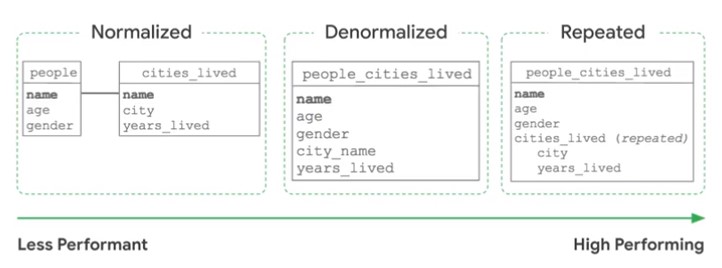 Normalized
people
name
age
gender
cities_lived
name
city
years_lived
Denormalized
people_cities_lived
name
age
gender
city_name
years_lived
Repeated
people_cities_lived
name
age
gender
cities_lived (repeated)
city
years_lived
Less Performant
High Performing